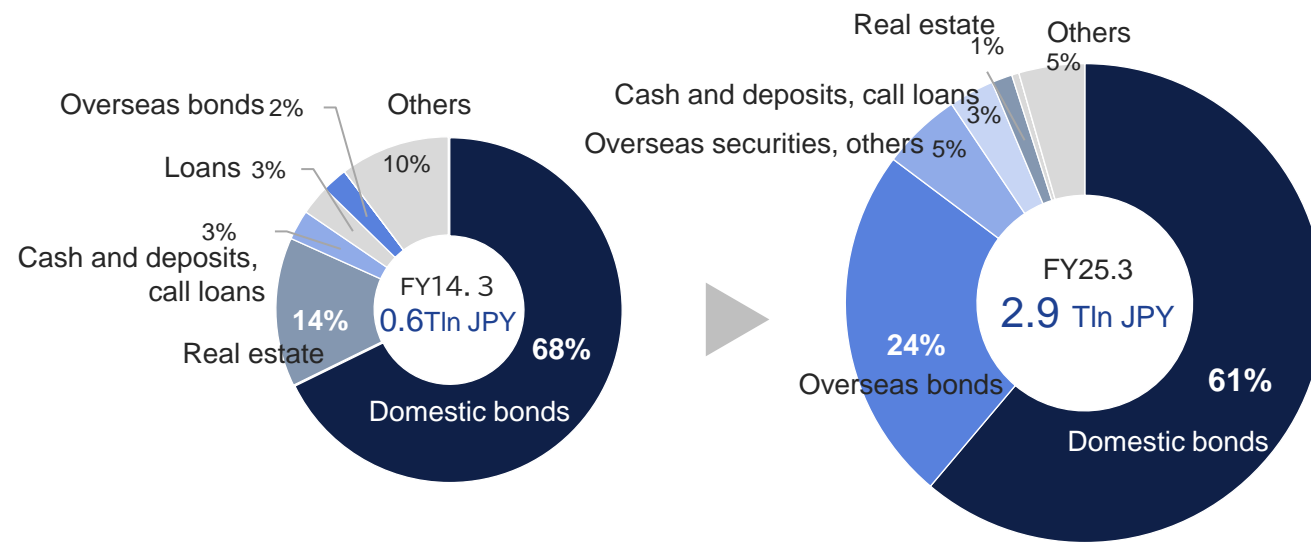 Overseas bonds 2%
Others
10%
Loans 3%
3%
Cash and deposits,
call loans
14%
Real estate
FY14.3
0.6Tln JPY
68%
Domestic bonds
Real estate
1%
Others
5%
Cash and deposits, call loans
3%
Overseas securities, others 5%
24%
Overseas bonds
FY25.3
2.9 Tln JPY
61%
Domestic bonds